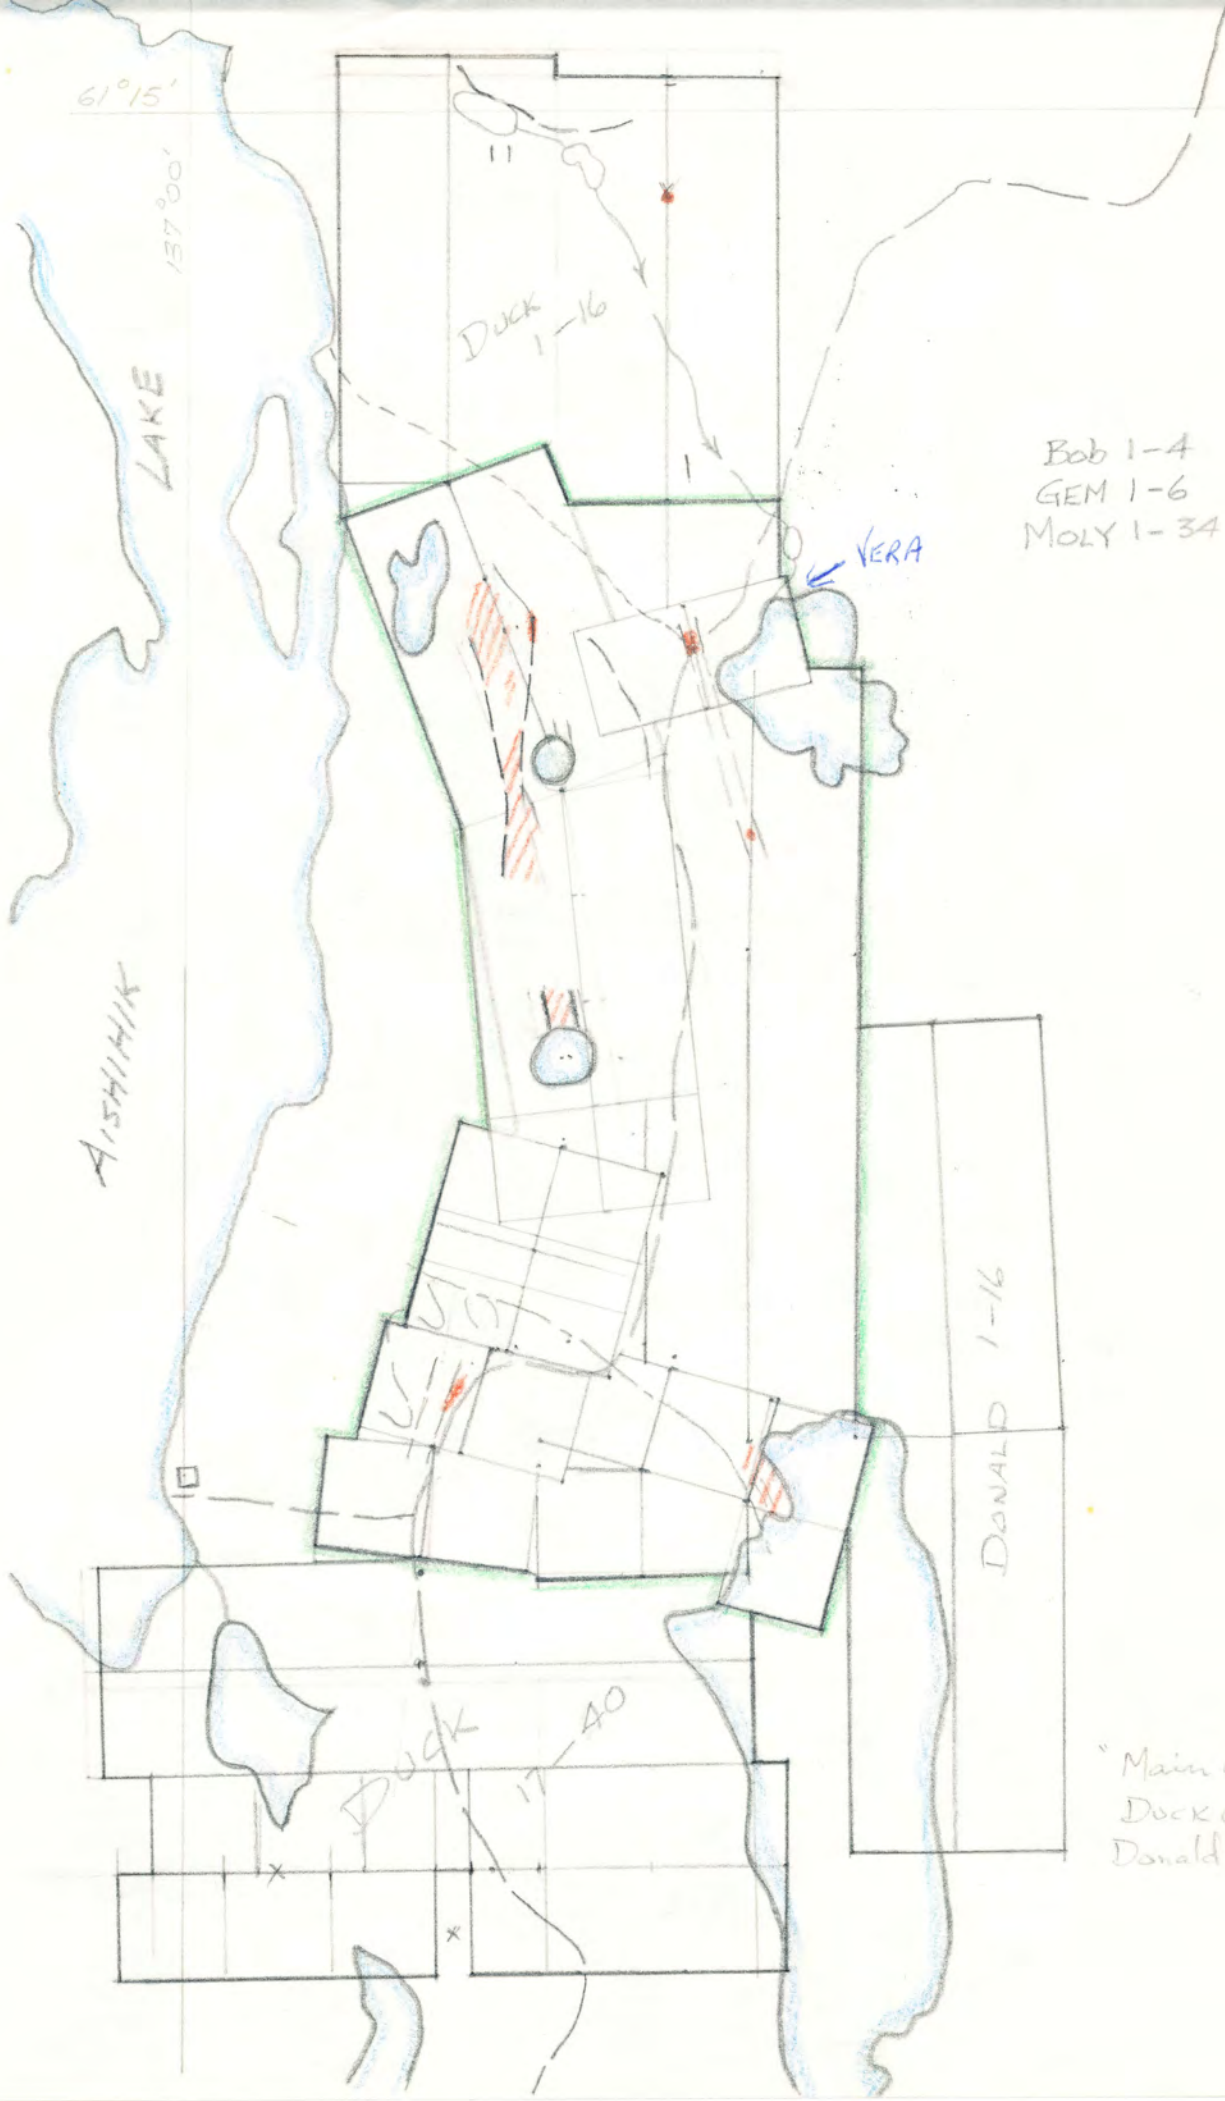 61°15'
137°00'
DUCK
1-16
LAKE
Bob 1-4
GEM 1-6
MOLY 1-34
VERA
AISHIHIK
DONALD 1-16
DUCK
17-40
"Main
DUCK
Donald